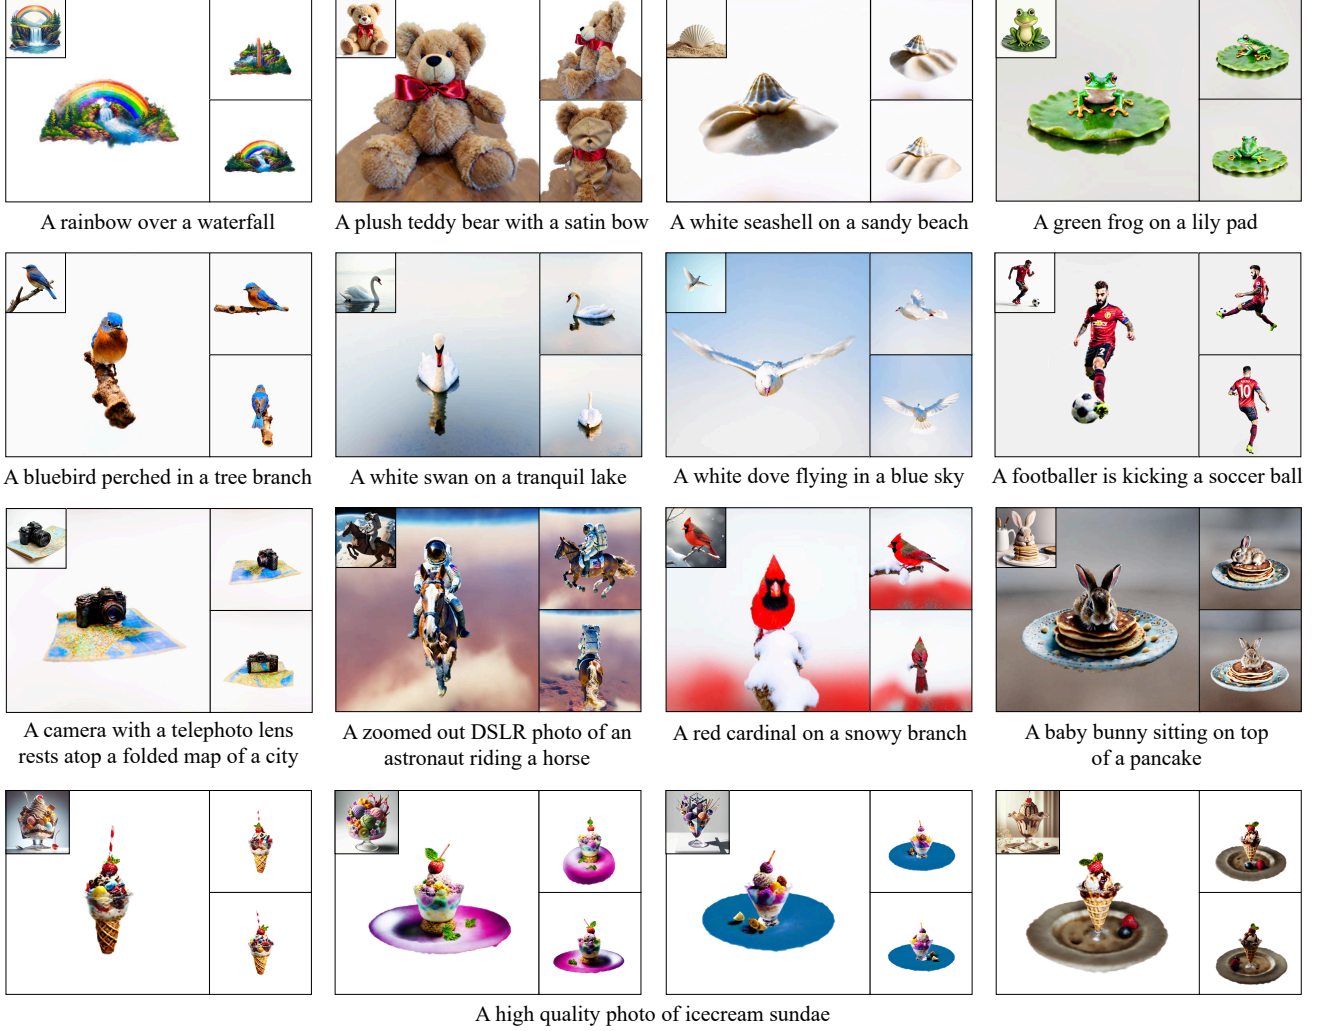 A rainbow over a waterfall
A plush teddy bear with a satin bow
A white seashell on a sandy beach
A green frog on a lily pad
A bluebird perched in a tree branch
A white swan on a tranquil lake
A white dove flying in a blue sky
A footballer is kicking a soccer ball
2
10
A camera with a telephoto lens
rests atop a folded map of a city
A zoomed out DSLR photo of an
astronaut riding a horse
A red cardinal on a snowy branch
A baby bunny sitting on top
of a pancake
A high quality photo of icecream sundae